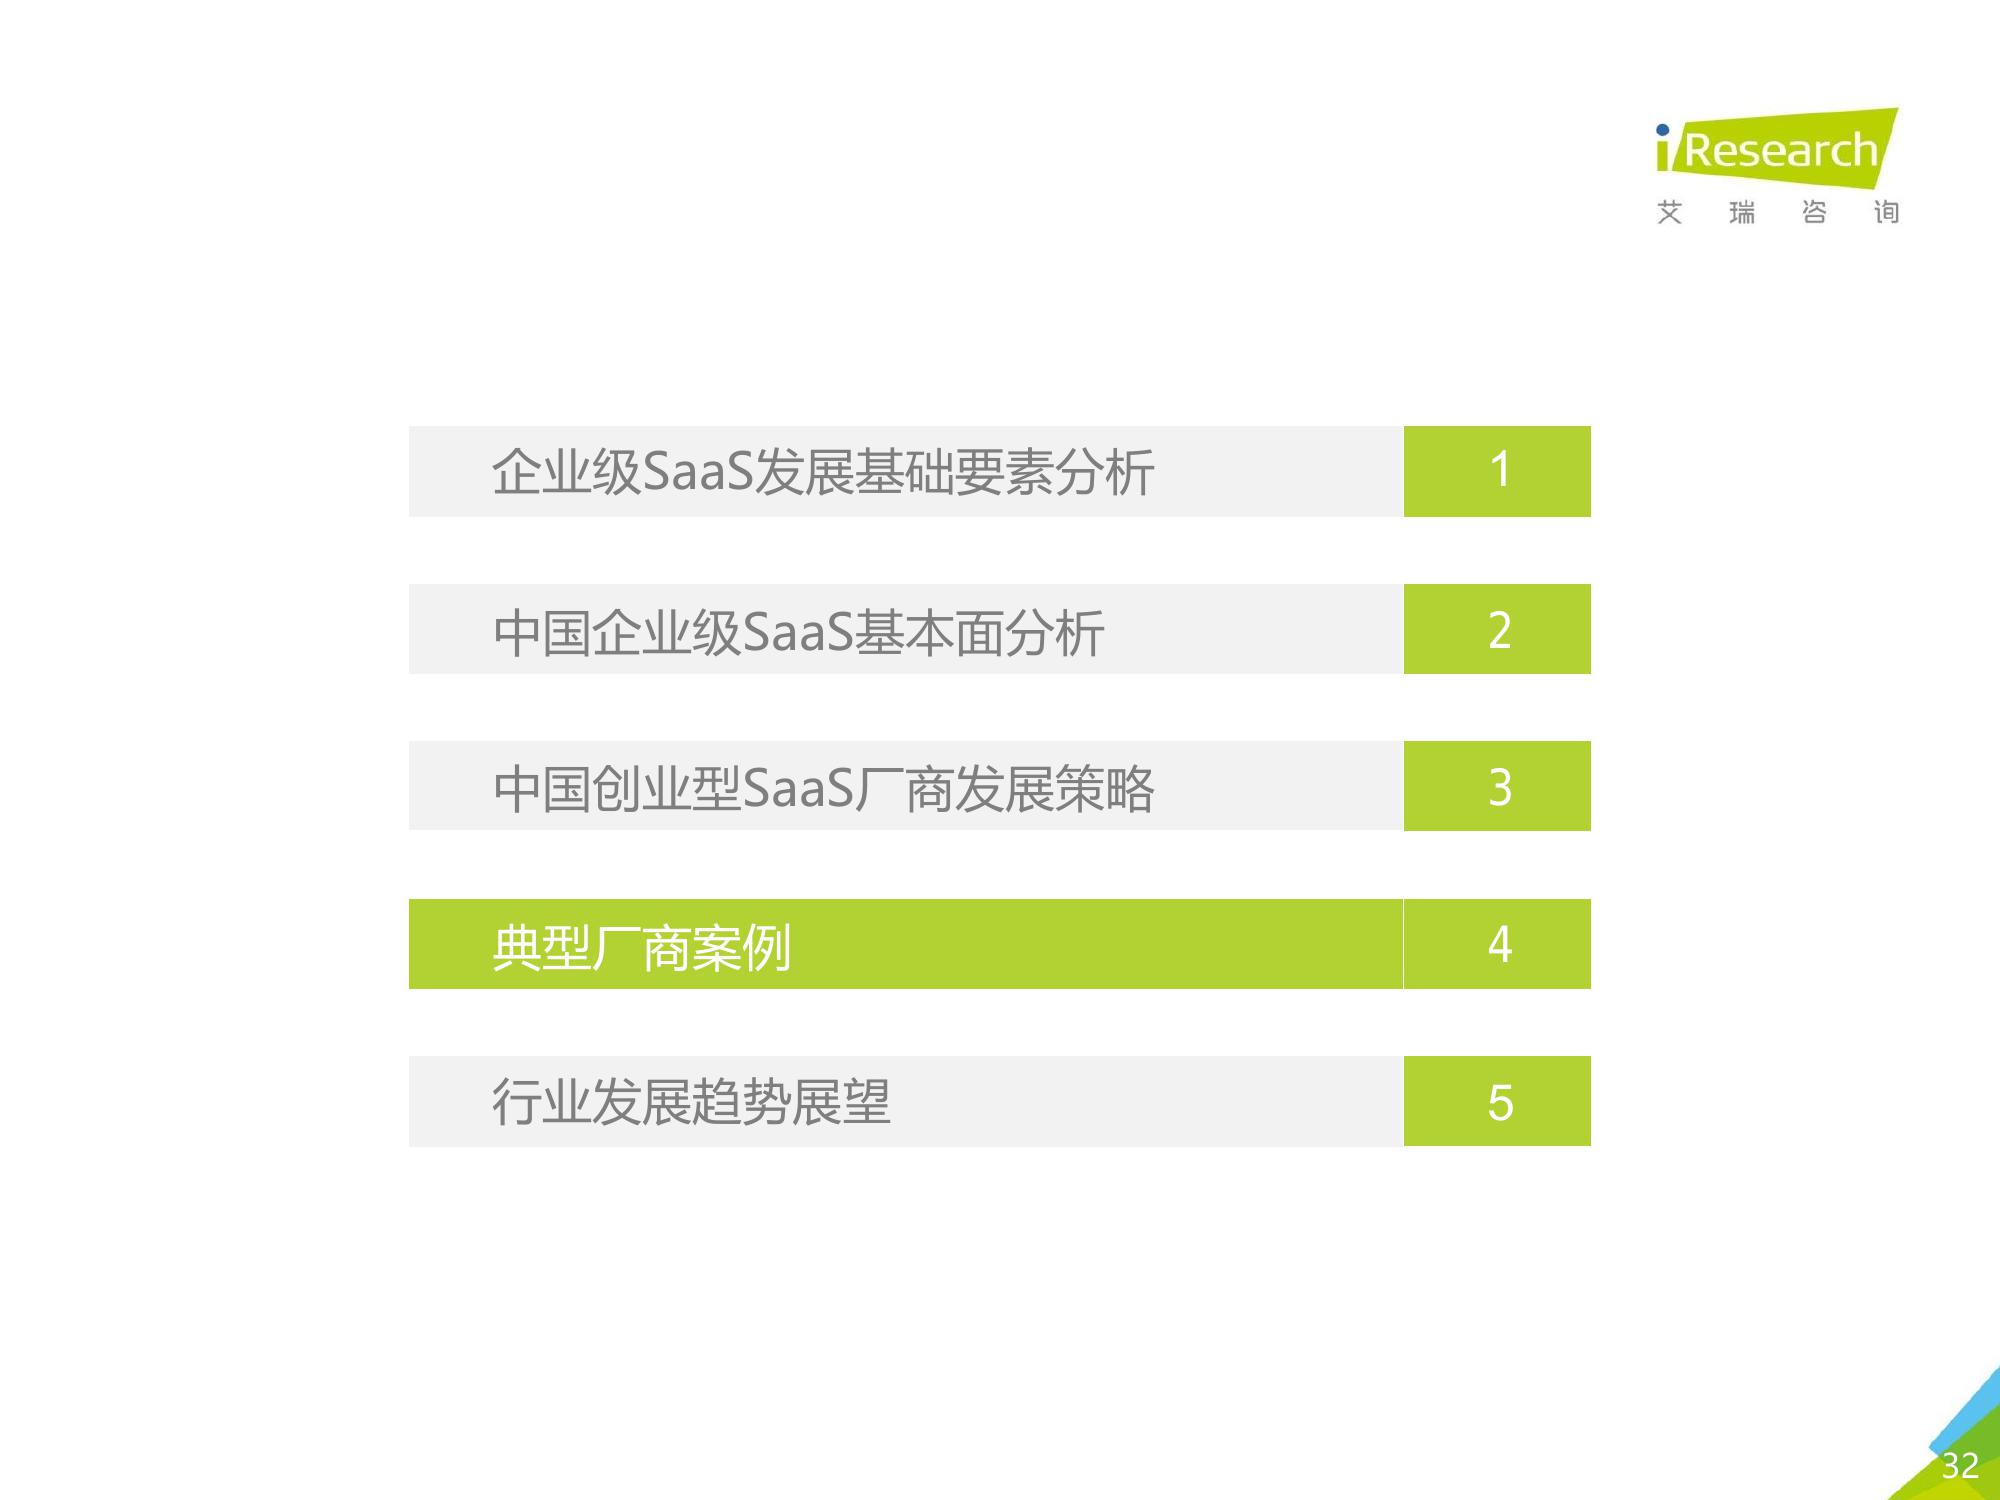 iResearch
艾瑞咨询
企业级SaaS发展基础要素分析 1
中国企业级SaaS基本面分析 2
中国创业型SaaS厂商发展策略 3
典型厂商案例 4
行业发展趋势展望 5
32